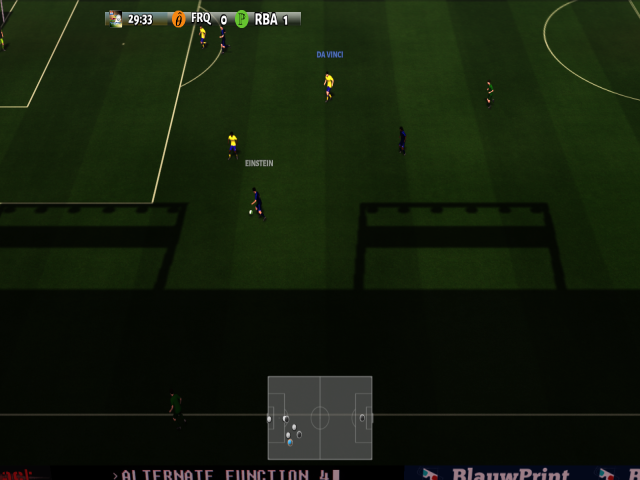 29:33 FRQ 0 RBA 1
DA VINCI
EINSTEIN
>ALTERNATE FUNCTION 4 BlauwPrint B